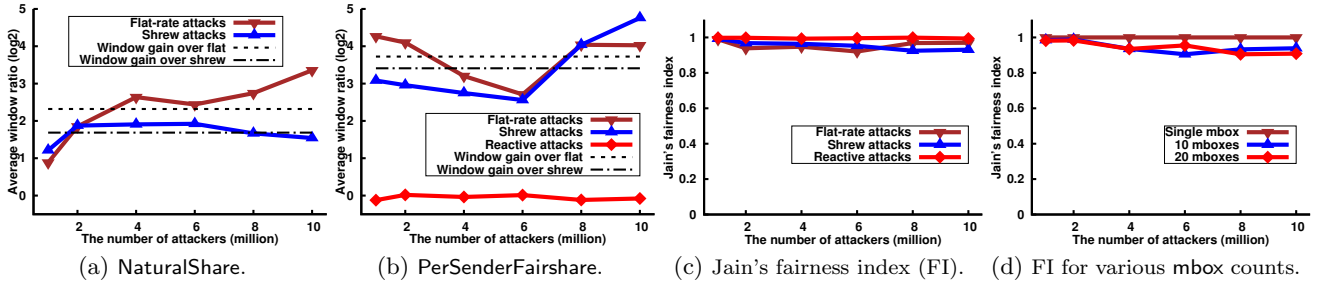 Average window ratio (log2)
5
4
3
2
1
0
Flat-rate attacks
Shrew attacks
Window gain over flat
Window gain over shrew
2 4 6 8 10
The number of attackers (million)
(a) NaturalShare.
Average window ratio (log2)
5
4
3
2
1
0
Flat-rate attacks
Shrew attacks
Reactive attacks
Window gain over flat
Window gain over shrew
2 4 6 8 10
The number of attackers (million)
(b) PerSenderFairshare.
Jain's fairness index
1
0.8
0.6
0.4
0.2
0
Flat-rate attacks
Shrew attacks
Reactive attacks
2 4 6 8 10
The number of attackers (million)
(c) Jain's fairness index (FI).
Jain's fairness index
1
0.8
0.6
0.4
0.2
0
Single mbox
10 mboxes
20 mboxes
2 4 6 8 10
The number of attackers (million)
(d) FI for various mbox counts.